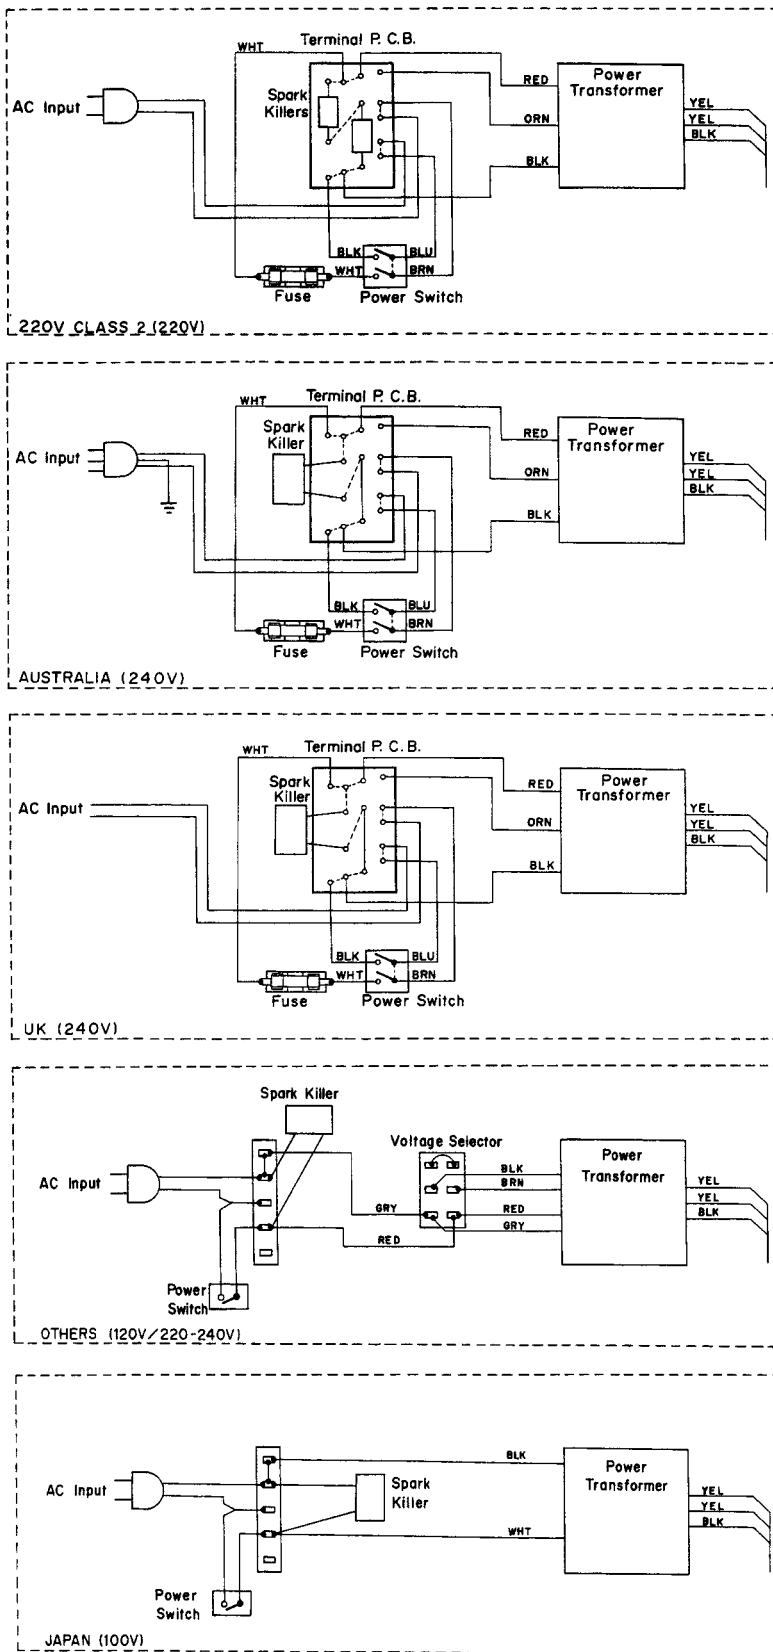 WHT
Terminal P. C.B.
RED
Power
Transformer
AC Input
Spark
Killers
ORN
YEL
YEL
BLK
BLK
BLK
BLU
WHT
BRN
Fuse
Power Switch
220V CLASS 2 (220V)
WHT
Terminal P. C.B.
RED
Power
Transformer
AC Input
Spark
Killer
ORN
YEL
YEL
BLK
BLK
BLK
BLU
WHT
BRN
Fuse
Power Switch
AUSTRALIA (240V)
WHT
Terminal P. C.B.
RED
Power
Transformer
AC Input
Spark
Killer
ORN
YEL
YEL
BLK
BLK
BLK
BLU
WHT
BRN
Fuse
Power Switch
UK (240V)
Spark Killer
Voltage Selector
Power
Transformer
AC Input
BLK
BRN
YEL
YEL
BLK
GRY
RED
GRY
RED
Power
Switch
OTHERS (120V/220-240V)
BLK
Power
Transformer
AC Input
Spark
Killer
YEL
YEL
BLK
WHT
Power
Switch
JAPAN (100V)